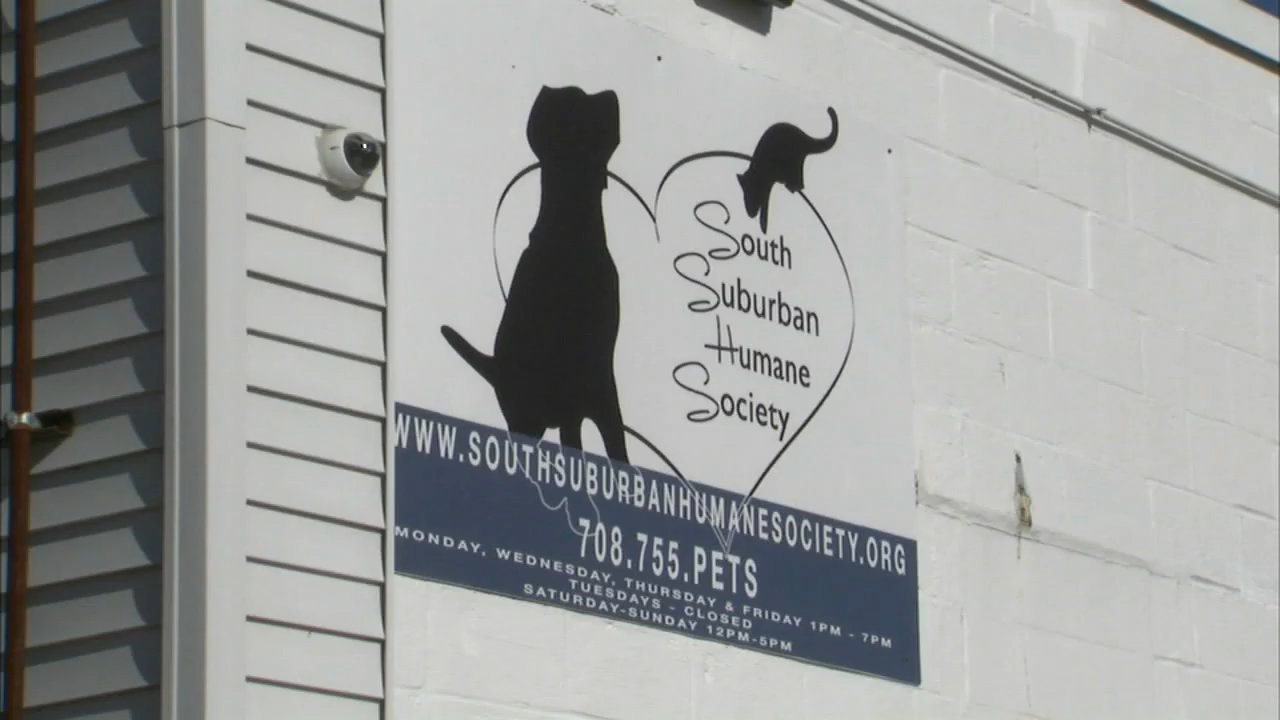 South
Suburban
Humane
Society
WWW.SOUTHSUBURBANHUMANESOCIETY.ORG
708.755.PETS
MONDAY, WEDNESDAY, THURSDAY & FRIDAY 1PM - 7PM
TUESDAYS - CLOSED
SATURDAY-SUNDAY 12PM-5PM